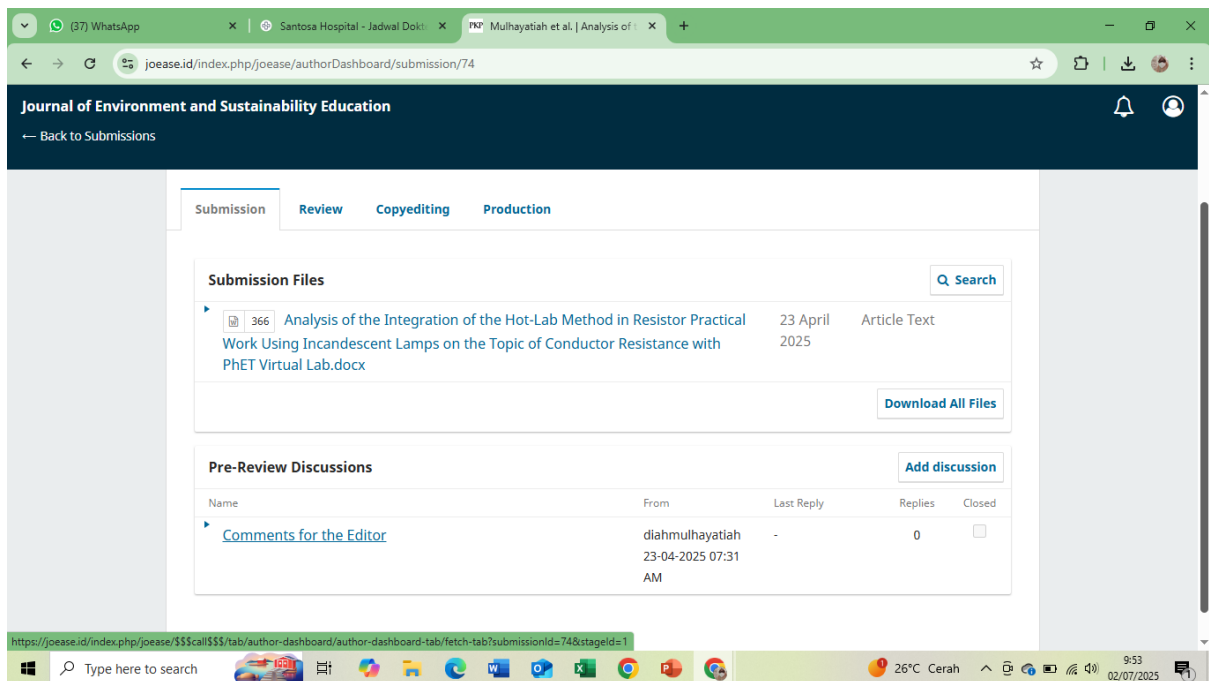 (37) WhatsApp
Santosa Hospital - Jadwal Dokt
PKP Mulhayatiah et al. | Analysis of t
joease.id/index.php/joease/authorDashboard/submission/74
Journal of Environment and Sustainability Education
← Back to Submissions
Submission Review Copyediting Production
Submission Files
Search
366 Analysis of the Integration of the Hot-Lab Method in Resistor Practical 23 April Article Text
Work Using Incandescent Lamps on the Topic of Conductor Resistance with 2025
PhET Virtual Lab.docx
Download All Files
Pre-Review Discussions Add discussion
Name From Last Reply Replies Closed
Comments for the Editor diahmulhayatiah - 0
23-04-2025 07:31
AM
https://joease.id/index.php/joease/$$$call$$$/tab/author-dashboard/author-dashboard-tab/fetch-tab?submissionId=74&stageId=1
Type here to search
26°C Cerah
9:53
02/07/2025
1